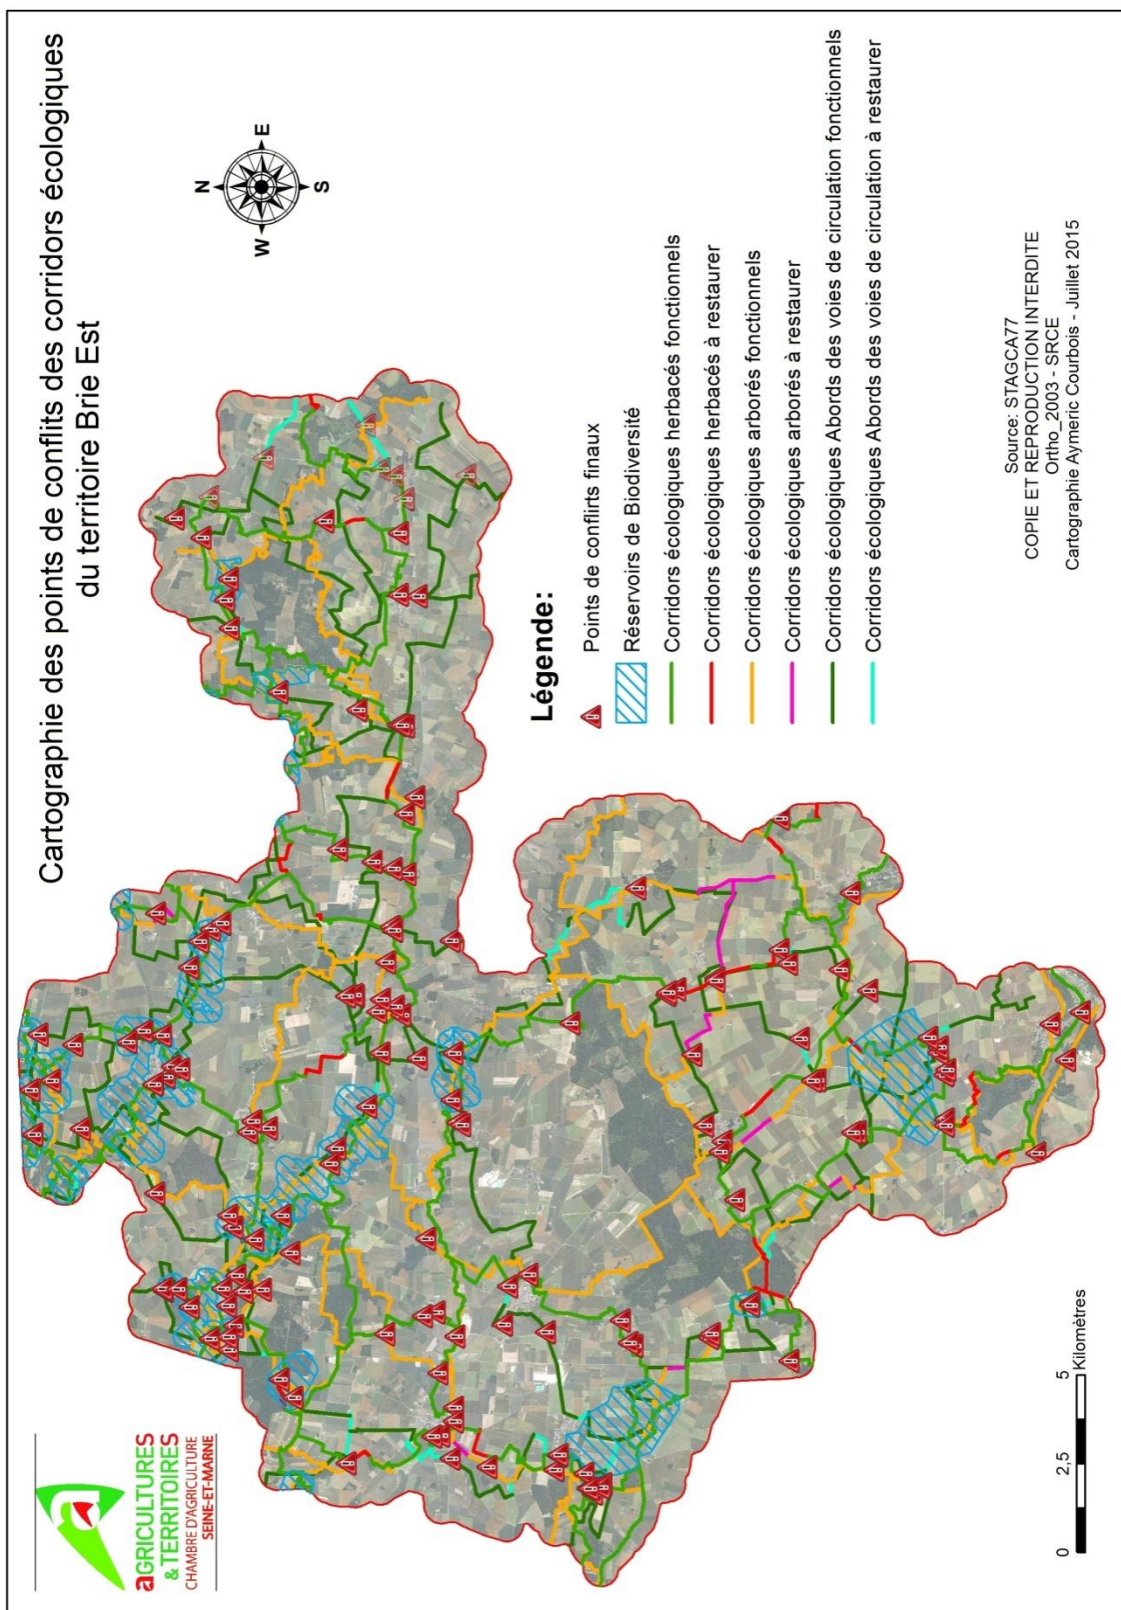 Cartographie des points de conflits des corridors écologiques
du territoire Brie Est
aGRICULTURES
& TERRITOIRES
CHAMBRE D'AGRICULTURE
SEINE-ET-MARNE
N
W
E
S
Légende:
Points de conflirts finaux
Réservoirs de Biodiversité
Corridors écologiques herbacés fonctionnels
Corridors écologiques herbacés à restaurer
Corridors écologiques arborés fonctionnels
Corridors écologiques arborés à restaurer
Corridors écologiques Abords des voies de circulation fonctionnels
Corridors écologiques Abords des voies de circulation à restaurer
0 2,5 5
Kilomètres
Source: STAGCA77
COPIE ET REPRODUCTION INTERDITE
Ortho_2003 - SRCE
Cartographie Aymeric Courbois - Juillet 2015